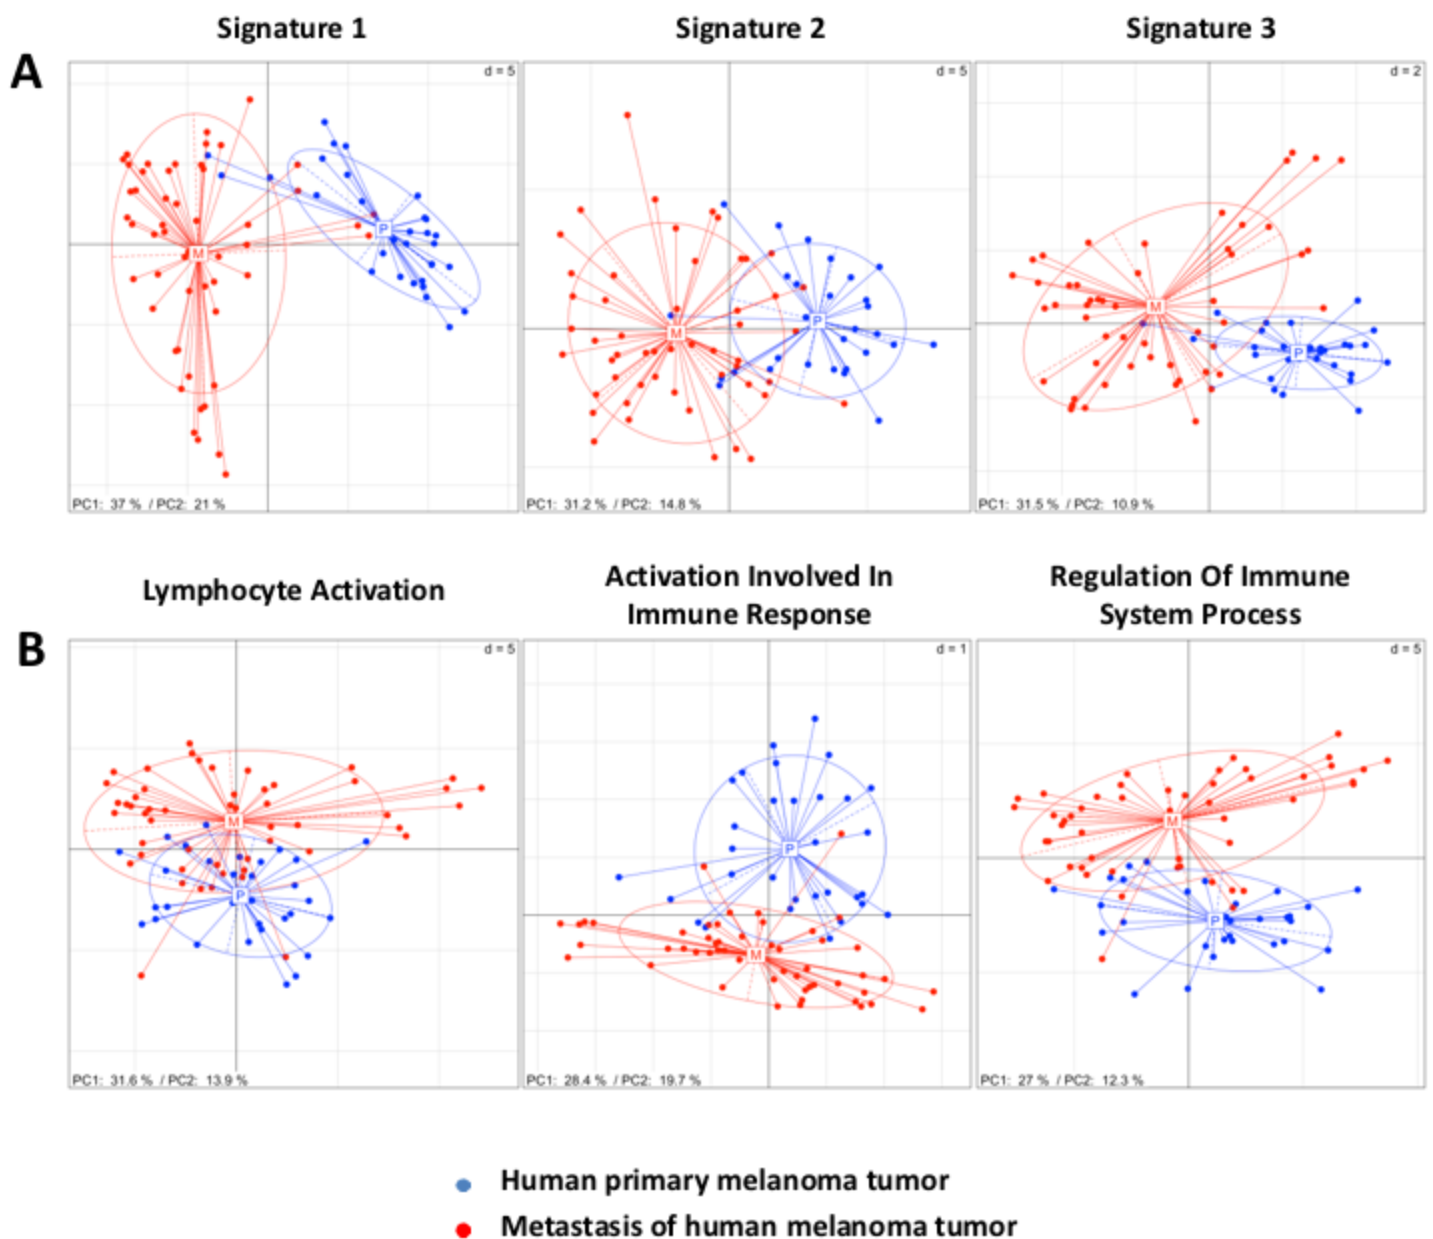 Signature 1
Signature 2
Signature 3
A
d = 5
d = 5
d = 2
M
P
M
P
M
P
PC1: 37 % / PC2: 21 %
PC1: 31.2 % / PC2: 14.8 %
PC1: 31.5 % / PC2: 10.9 %
Lymphocyte Activation
Activation Involved In
Immune Response
Regulation Of Immune
System Process
B
d = 5
d = 1
d = 5
M
P
P
M
M
P
PC1: 31.6 % / PC2: 13.9 %
PC1: 28.4 % / PC2: 19.7 %
PC1: 27 % / PC2: 12.3 %
Human primary melanoma tumor
Metastasis of human melanoma tumor